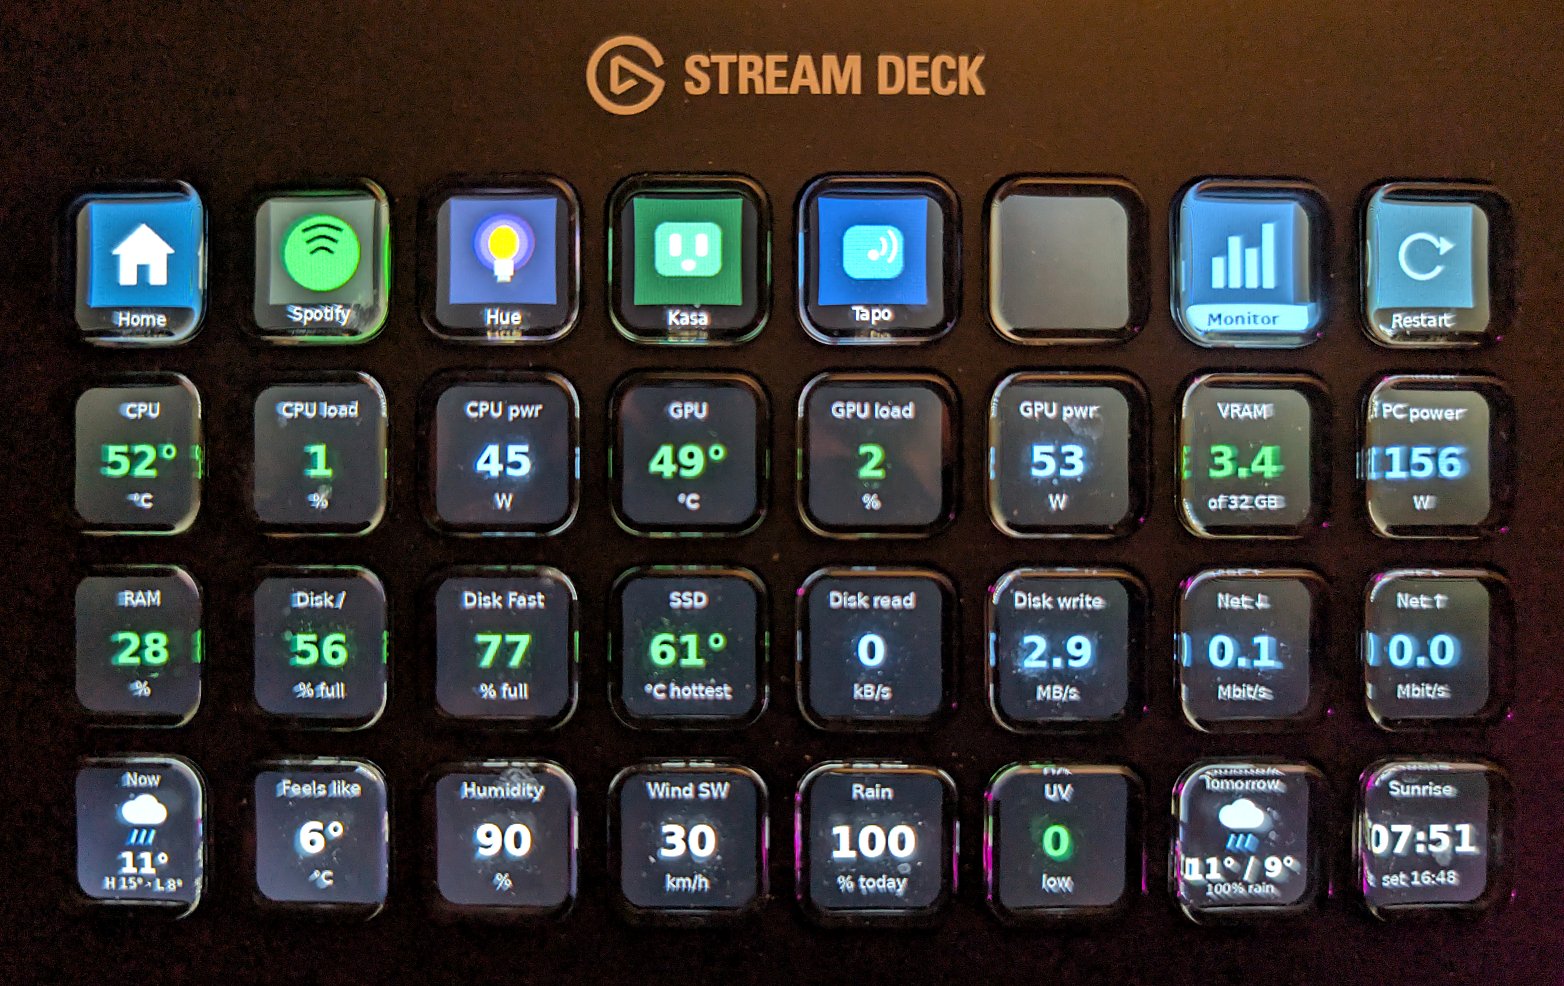 STREAM DECK
Home
Spotify
Hue
Kasa
Tapo
Monitor
Restart
CPU
52°
°C
CPU load
1
%
CPU pwr
45
W
GPU
49°
°C
GPU load
2
%
GPU pwr
53
W
VRAM
3.4
of 32 GB
PC power
156
W
RAM
28
%
Disk /
56
% full
Disk Fast
77
% full
SSD
61°
°C hottest
Disk read
0
kB/s
Disk write
2.9
MB/s
Net ↓
0.1
Mbit/s
Net ↑
0.0
Mbit/s
Now
11°
H 15° · L 8°
Feels like
6°
°C
Humidity
90
%
Wind SW
30
km/h
Rain
100
% today
UV
0
low
Tomorrow
11° / 9°
100% rain
Sunrise
07:51
set 16:48